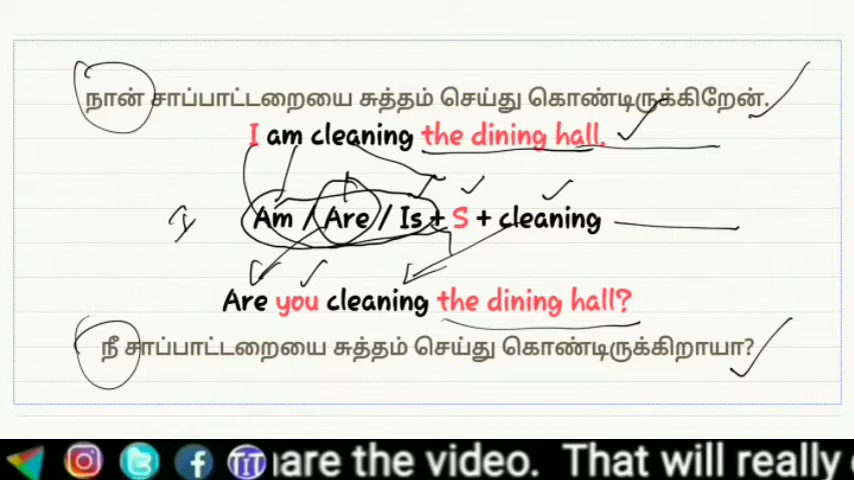 நான் சாப்பாட்டறையை சுத்தம் செய்து கொண்டிருக்கிறேன்.
I am cleaning the dining hall.
Am / Are / Is + S + cleaning
Are you cleaning the dining hall?
நீ சாப்பாட்டறையை சுத்தம் செய்து கொண்டிருக்கிறாயா?
TIT are the video. That will really